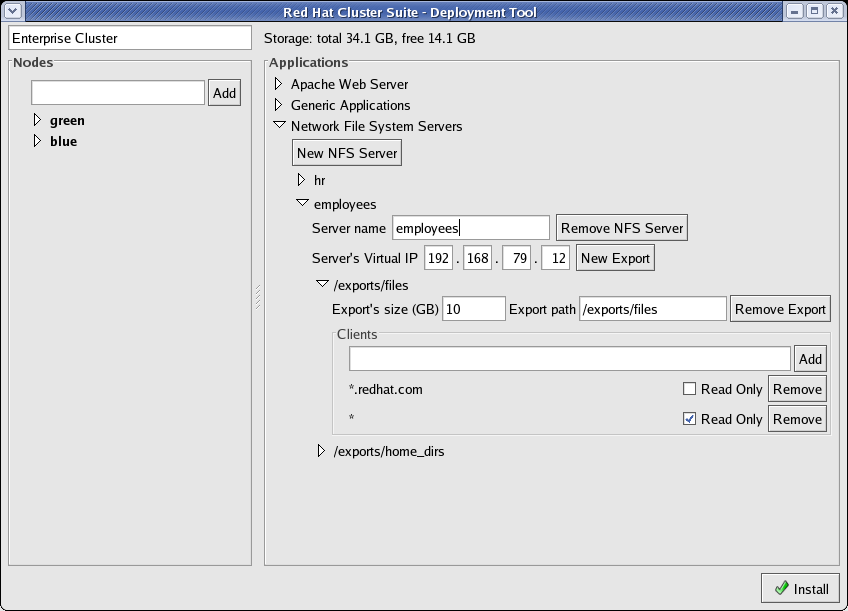 Red Hat Cluster Suite - Deployment Tool
Enterprise Cluster
Storage: total 34.1 GB, free 14.1 GB
Nodes
Add
green
blue
Applications
Apache Web Server
Generic Applications
Network File System Servers
New NFS Server
hr
employees
Server name employees Remove NFS Server
Server's Virtual IP 192 . 168 . 79 . 12 New Export
/exports/files
Export's size (GB) 10 Export path /exports/files Remove Export
Clients
Add
*.redhat.com Read Only Remove
* Read Only Remove
/exports/home_dirs
Install